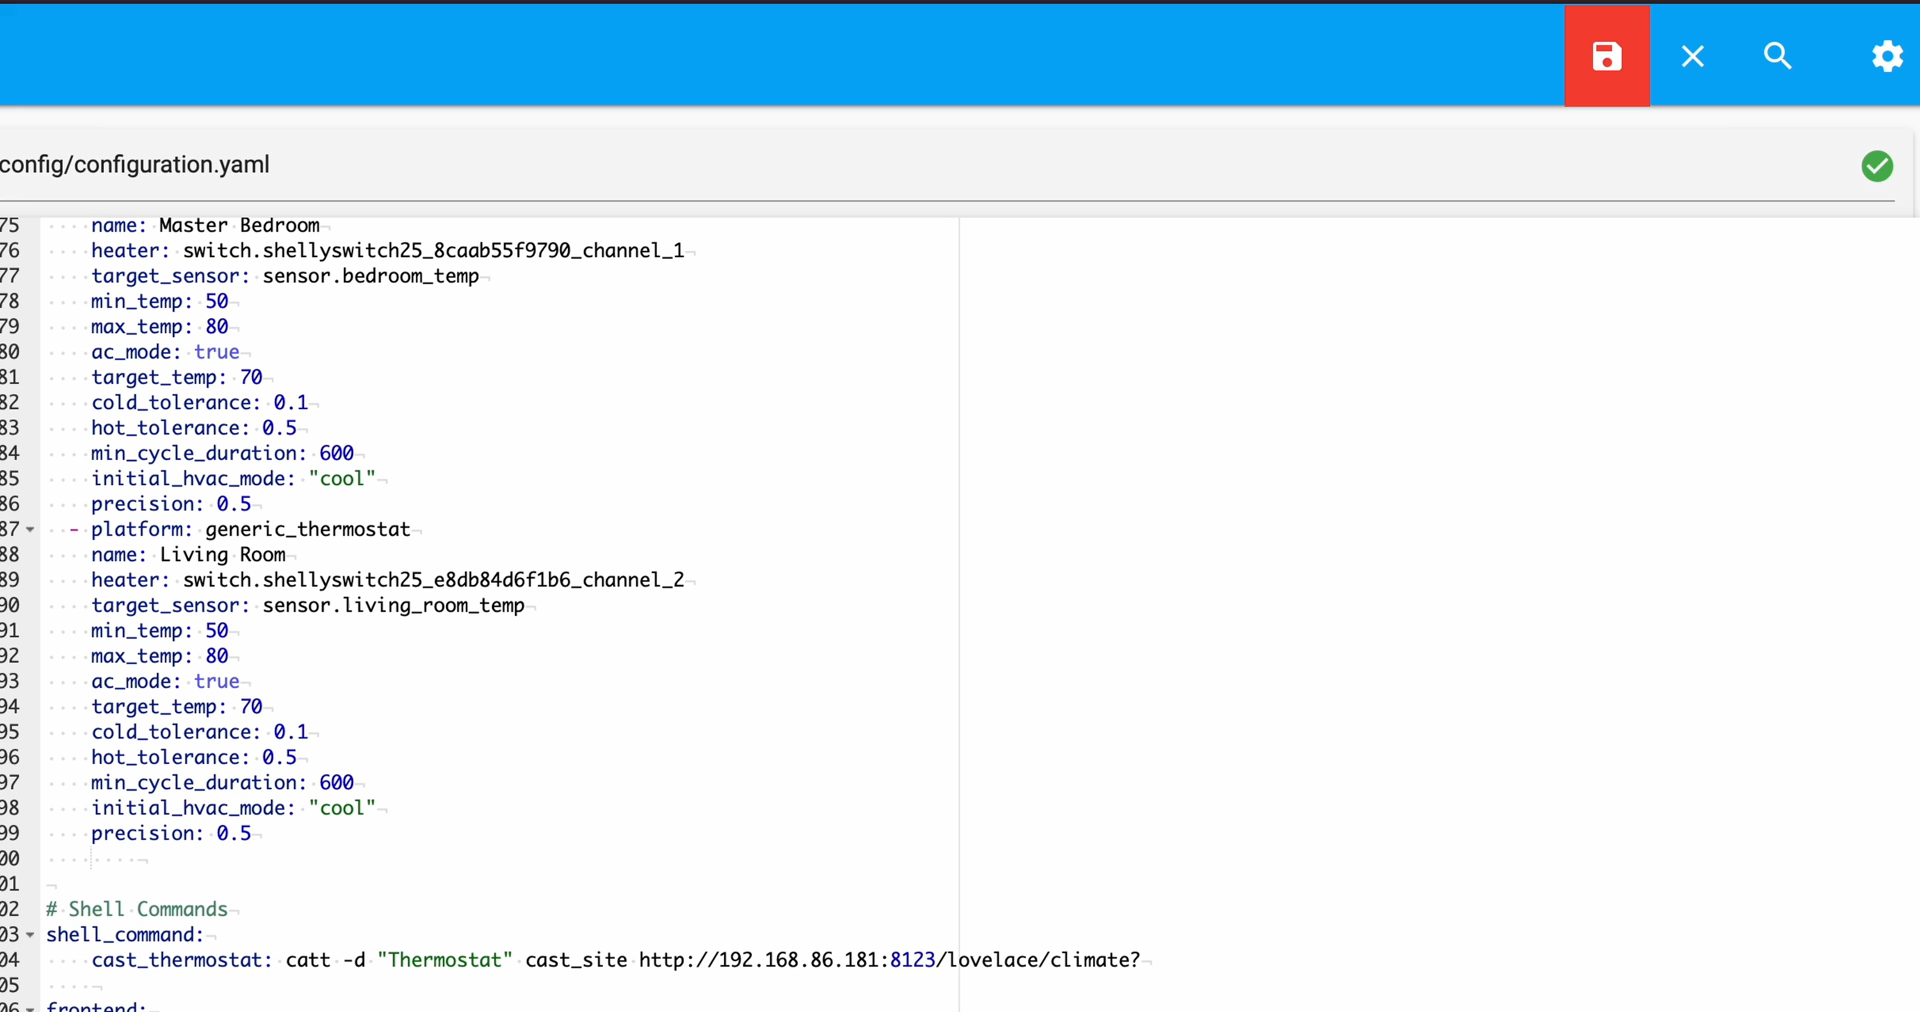 config/configuration.yaml
75 name: Master Bedroom
76 heater: switch.shellyswitch25_8caab55f9790_channel_1
77 target_sensor: sensor.bedroom_temp
78 min_temp: 50
79 max_temp: 80
80 ac_mode: true
81 target_temp: 70
82 cold_tolerance: 0.1
83 hot_tolerance: 0.5
84 min_cycle_duration: 600
85 initial_hvac_mode: "cool"
86 precision: 0.5
87 - platform: generic_thermostat
88 name: Living Room
89 heater: switch.shellyswitch25_e8db84d6f1b6_channel_2
90 target_sensor: sensor.living_room_temp
91 min_temp: 50
92 max_temp: 80
93 ac_mode: true
94 target_temp: 70
95 cold_tolerance: 0.1
96 hot_tolerance: 0.5
97 min_cycle_duration: 600
98 initial_hvac_mode: "cool"
99 precision: 0.5
00
01
02 # Shell Commands
03 shell_command:
04 cast_thermostat: catt -d "Thermostat" cast_site http://192.168.86.181:8123/lovelace/climate?
05
06 frontend: